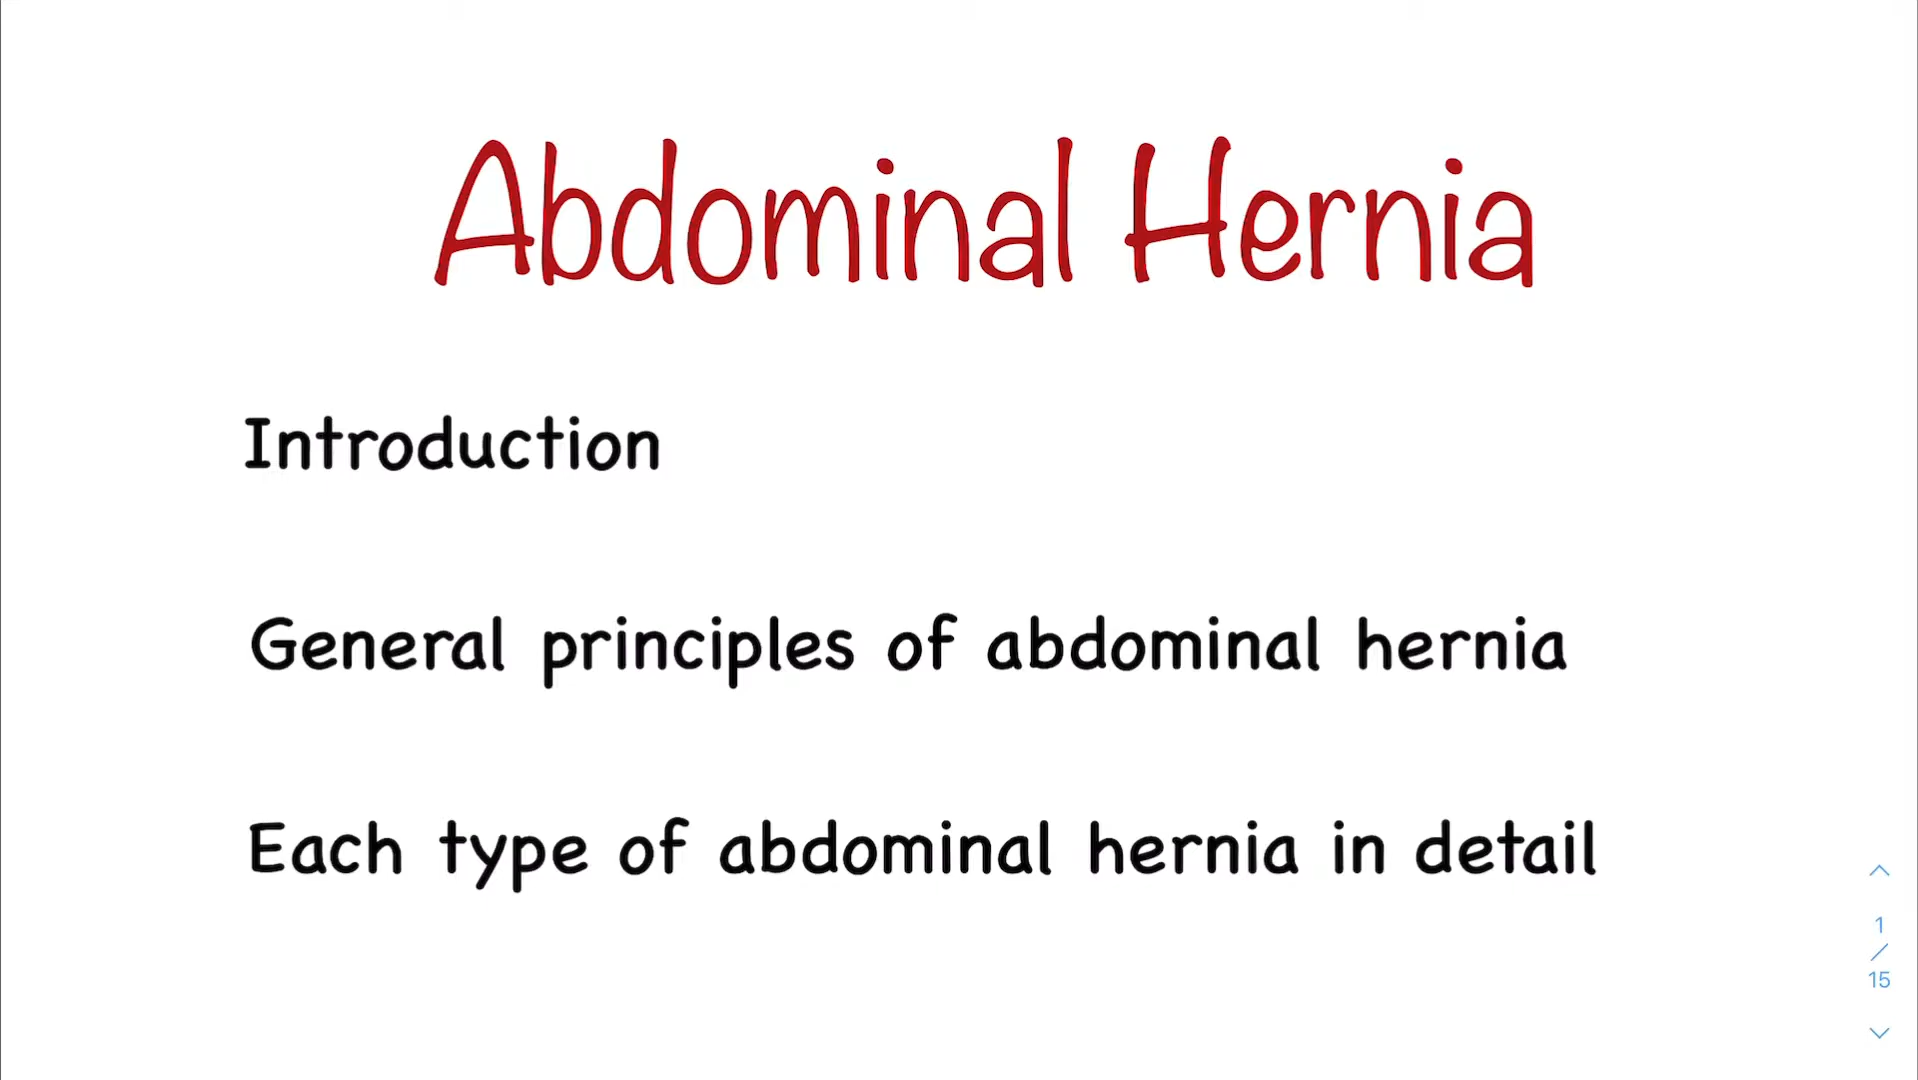 Abdominal Hernia
Introduction
General principles of abdominal hernia
Each type of abdominal hernia in detail
1
/
15